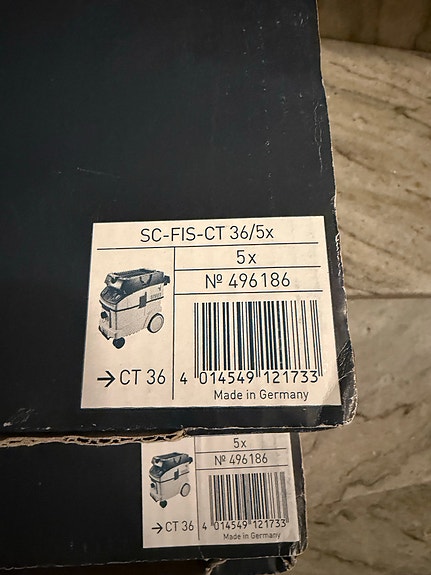 SC-FIS-CT 36/5x
5x
Nº 496186
→ CT 36
4 014549 121733
Made in Germany
5x
Nº 496186
→ CT 36
4 014549 121733
Made in Germany